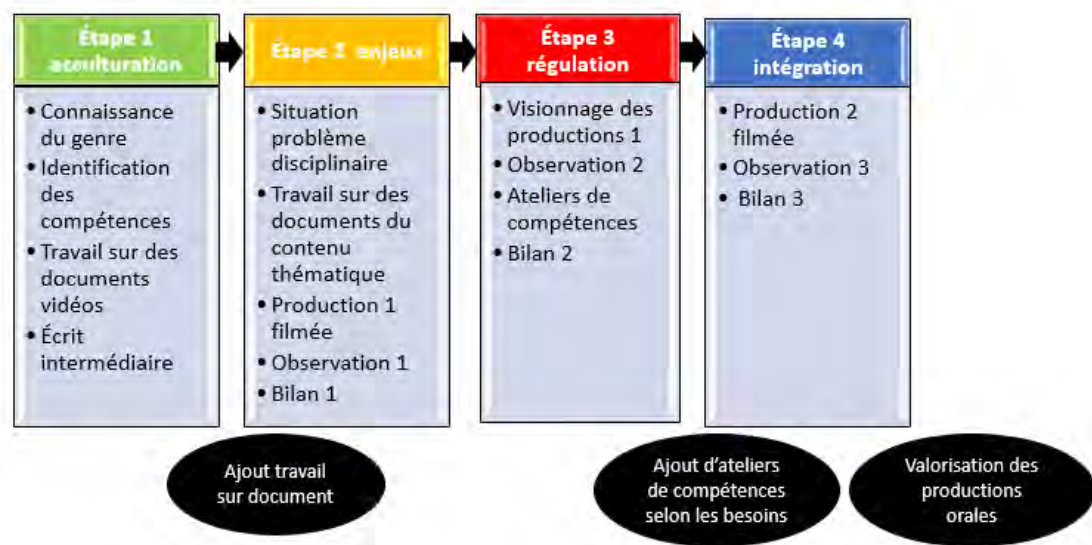 Étape 1
acculturation
• Connaissance
du genre
• Identification
des
compétences
• Travail sur des
documents
vidéos
• Écrit
intermédiaire
Étape 2 enjeux
• Situation
problème
disciplinaire
• Travail sur des
documents du
contenu
thématique
• Production 1
filmée
• Observation 1
• Bilan 1
Étape 3
régulation
• Visionnage des
productions 1
• Observation 2
• Ateliers de
compétences
• Bilan 2
Étape 4
intégration
• Production 2
filmée
• Observation 3
• Bilan 3
Ajout travail
sur document
Ajout d'ateliers
de compétences
selon les besoins
Valorisation des
productions
orales